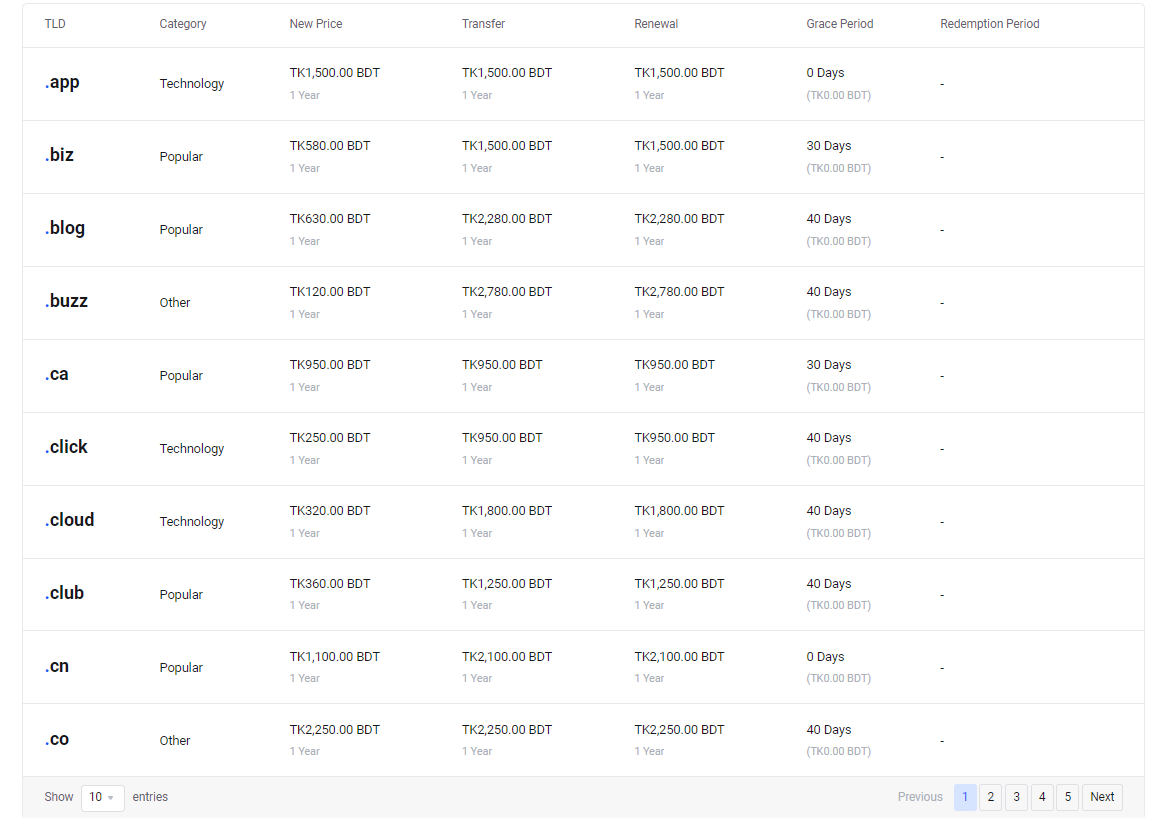 TLD Category New Price Transfer Renewal Grace Period Redemption Period
.app Technology TK1,500.00 BDT TK1,500.00 BDT TK1,500.00 BDT 0 Days -
1 Year 1 Year 1 Year (TK0.00 BDT)
.biz Popular TK580.00 BDT TK1,500.00 BDT TK1,500.00 BDT 30 Days -
1 Year 1 Year 1 Year (TK0.00 BDT)
.blog Popular TK630.00 BDT TK2,280.00 BDT TK2,280.00 BDT 40 Days -
1 Year 1 Year 1 Year (TK0.00 BDT)
.buzz Other TK120.00 BDT TK2,780.00 BDT TK2,780.00 BDT 40 Days -
1 Year 1 Year 1 Year (TK0.00 BDT)
.ca Popular TK950.00 BDT TK950.00 BDT TK950.00 BDT 30 Days -
1 Year 1 Year 1 Year (TK0.00 BDT)
.click Technology TK250.00 BDT TK950.00 BDT TK950.00 BDT 40 Days -
1 Year 1 Year 1 Year (TK0.00 BDT)
.cloud Technology TK320.00 BDT TK1,800.00 BDT TK1,800.00 BDT 40 Days -
1 Year 1 Year 1 Year (TK0.00 BDT)
.club Popular TK360.00 BDT TK1,250.00 BDT TK1,250.00 BDT 40 Days -
1 Year 1 Year 1 Year (TK0.00 BDT)
.cn Popular TK1,100.00 BDT TK2,100.00 BDT TK2,100.00 BDT 0 Days -
1 Year 1 Year 1 Year (TK0.00 BDT)
.co Other TK2,250.00 BDT TK2,250.00 BDT TK2,250.00 BDT 40 Days -
1 Year 1 Year 1 Year (TK0.00 BDT)
Show 10 entries Previous 1 2 3 4 5 Next